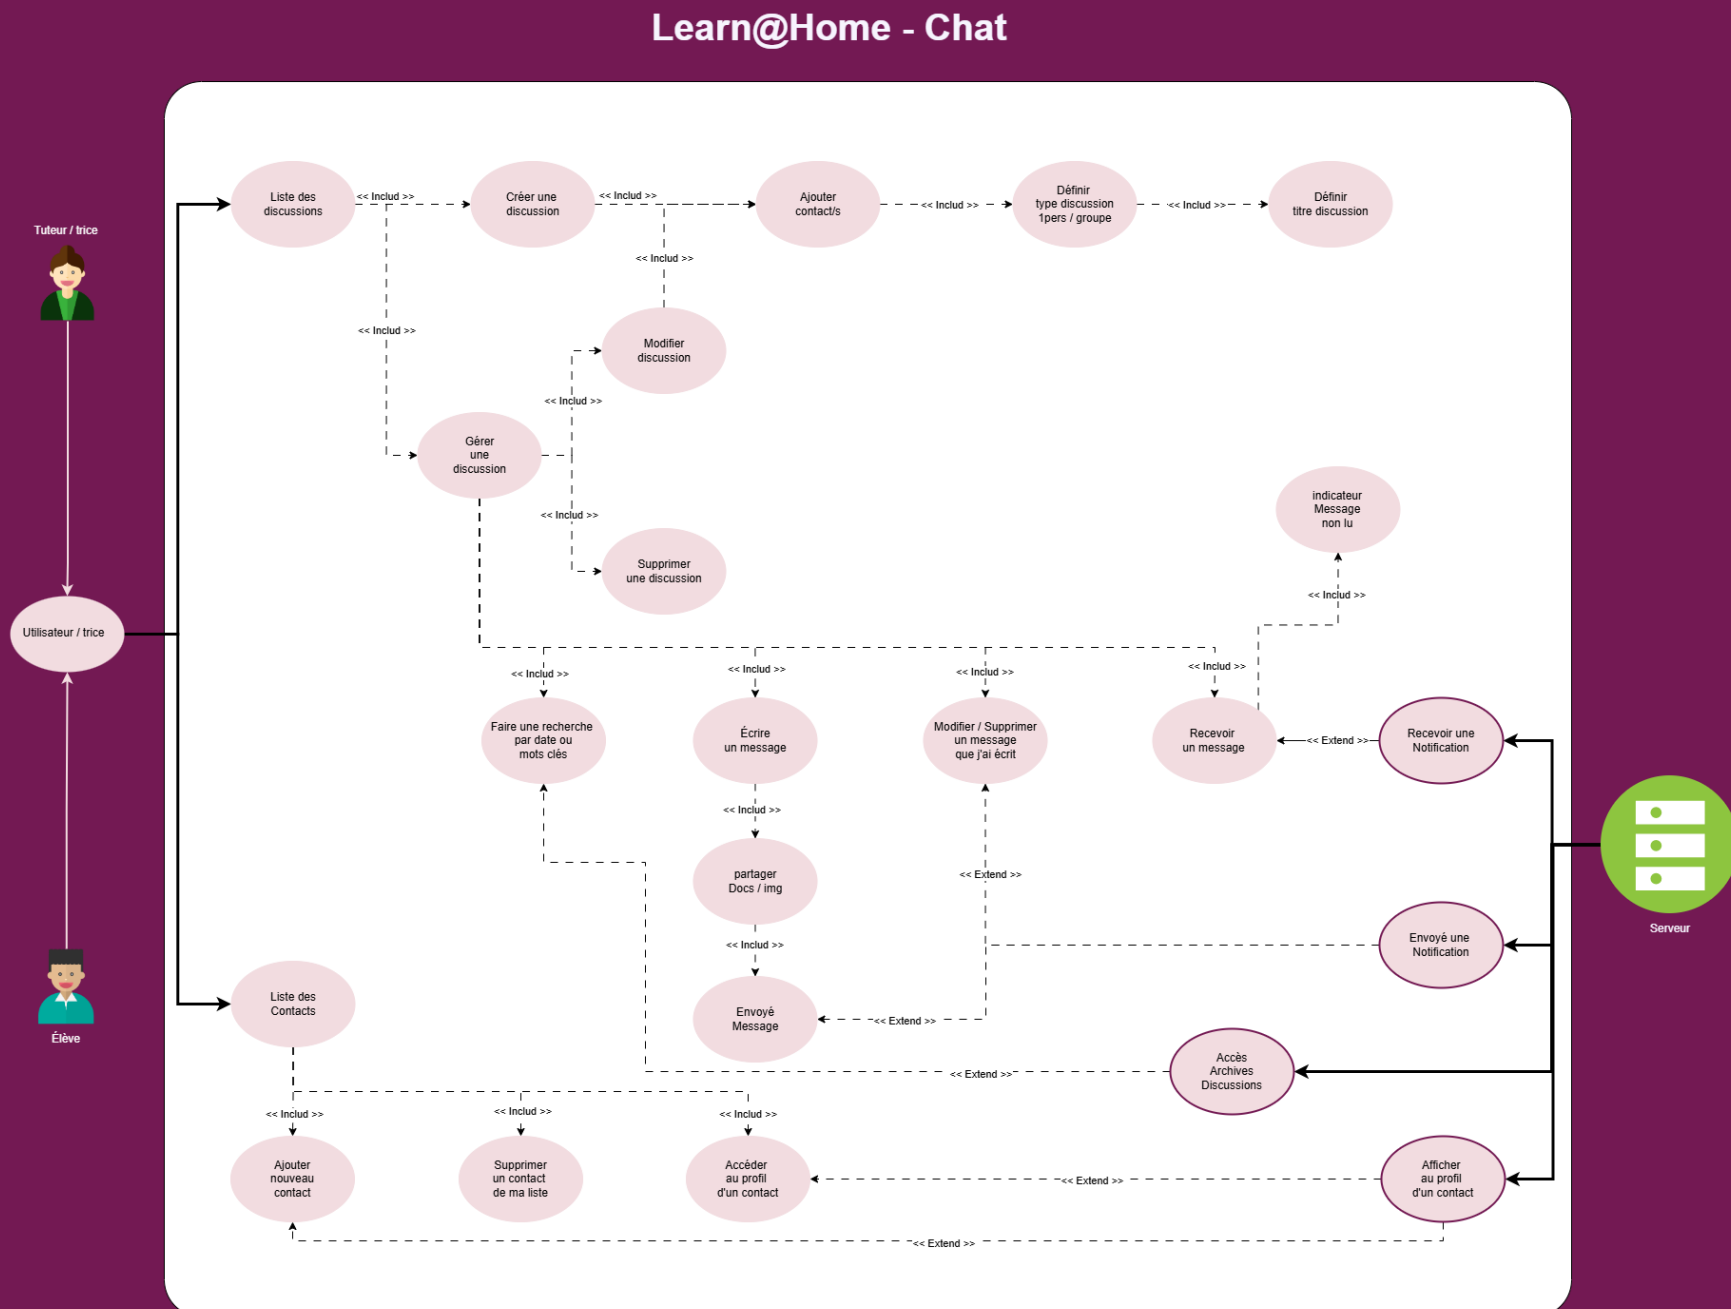 Learn@Home - Chat
Tuteur / trice
Utilisateur / trice
Élève
Serveur
Liste des
discussions
<< Includ >>
Créer une
discussion
<< Includ >>
Ajouter
contact/s
<< Includ >>
Définir
type discussion
1pers / groupe
<< Includ >>
Définir
titre discussion
<< Includ >>
<< Includ >>
Modifier
discussion
<< Includ >>
Gérer
une
discussion
<< Includ >>
Supprimer
une discussion
indicateur
Message
non lu
<< Includ >>
<< Includ >>
<< Includ >>
<< Includ >>
<< Includ >>
Faire une recherche
par date ou
mots clés
Écrire
un message
Modifier / Supprimer
un message
que j'ai écrit
Recevoir
un message
<< Extend >>
Recevoir une
Notification
<< Includ >>
partager
Docs / img
<< Extend >>
<< Includ >>
Envoyé une
Notification
Liste des
Contacts
Envoyé
Message
<< Extend >>
<< Extend >>
Accès
Archives
Discussions
<< Includ >>
<< Includ >>
<< Includ >>
Ajouter
nouveau
contact
Supprimer
un contact
de ma liste
Accéder
au profil
d'un contact
<< Extend >>
Afficher
au profil
d'un contact
<< Extend >>